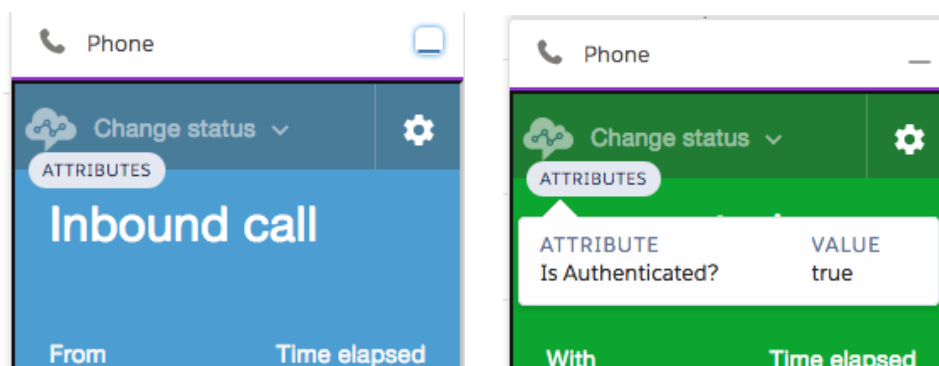 Phone
Change status
ATTRIBUTES
Inbound call
From Time elapsed
Phone
Change status
ATTRIBUTES
ATTRIBUTE VALUE
Is Authenticated? true
With Time elapsed